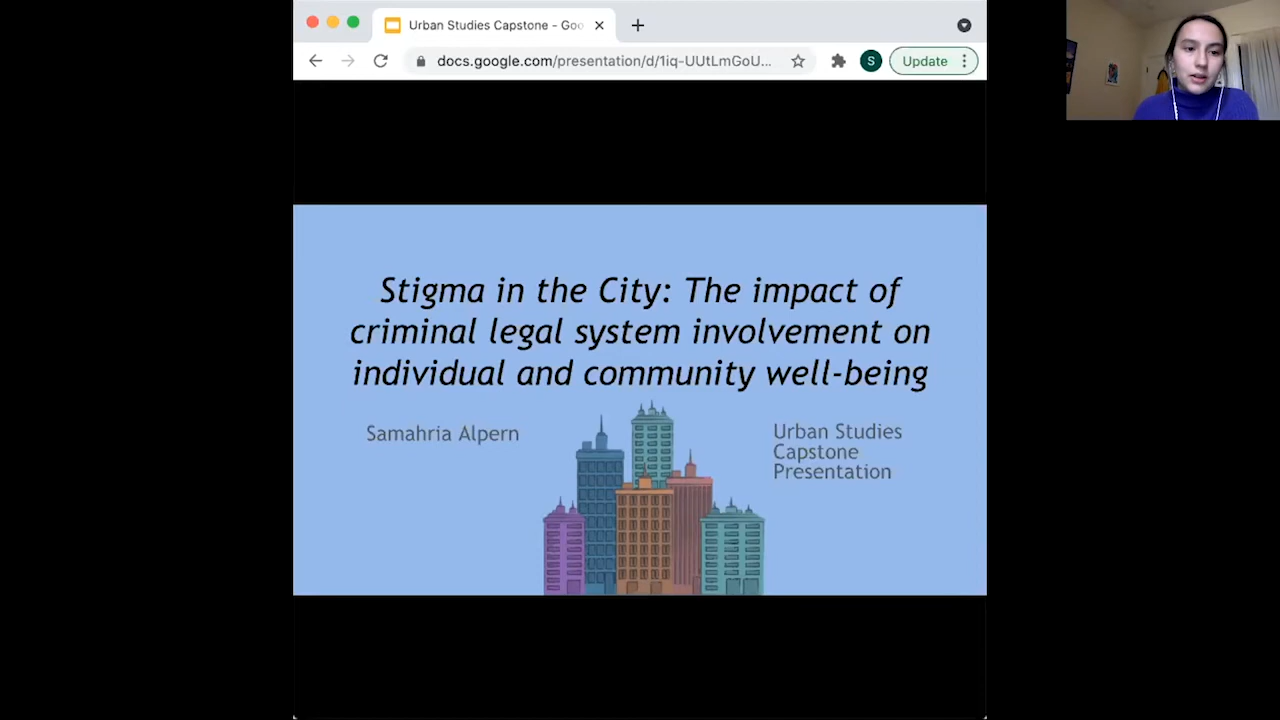 Urban Studies Capstone - Goo
docs.google.com/presentation/d/1iq-UUtLmGoU...
S
Update
Stigma in the City: The impact of
criminal legal system involvement on
individual and community well-being
Samahria Alpern
Urban Studies
Capstone
Presentation